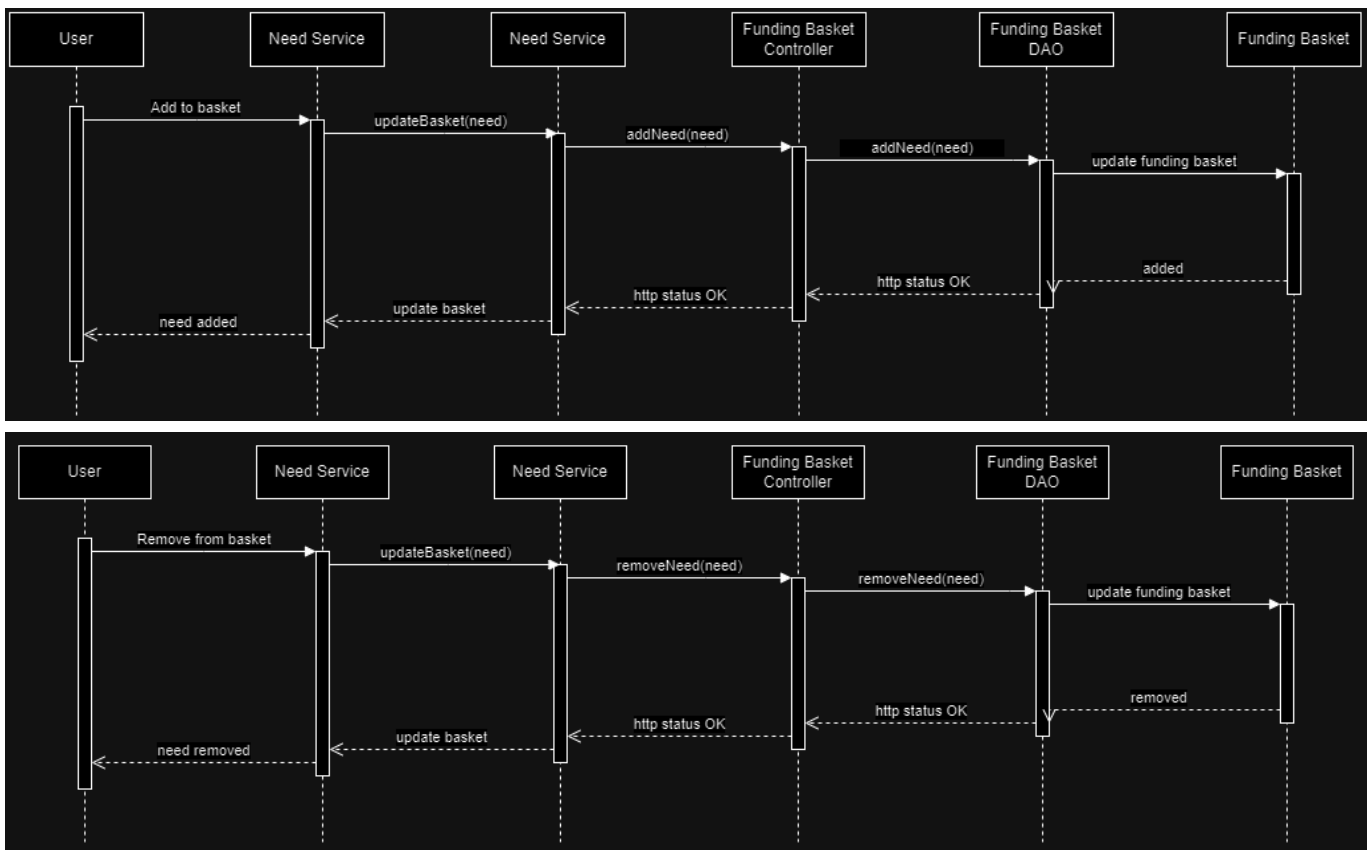 User
Need Service
Need Service
Funding Basket
Controller
Funding Basket
DAO
Funding Basket
Add to basket
updateBasket(need)
addNeed(need)
addNeed(need)
update funding basket
added
http status OK
http status OK
update basket
need added
User
Need Service
Need Service
Funding Basket
Controller
Funding Basket
DAO
Funding Basket
Remove from basket
updateBasket(need)
removeNeed(need)
removeNeed(need)
update funding basket
removed
http status OK
http status OK
update basket
need removed